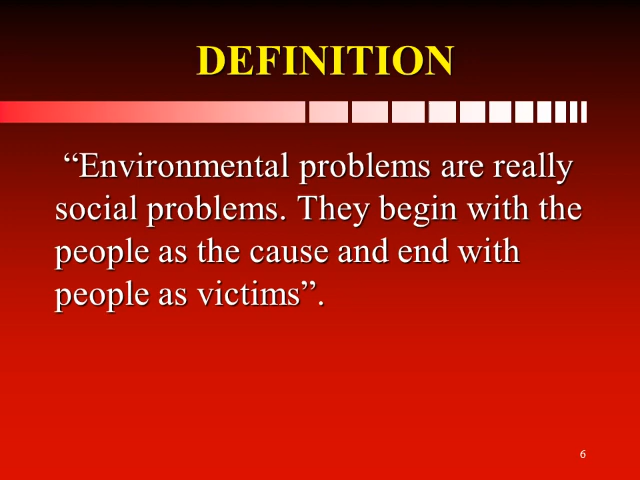 DEFINITION
“Environmental problems are really
social problems. They begin with the
people as the cause and end with
people as victims”.
6